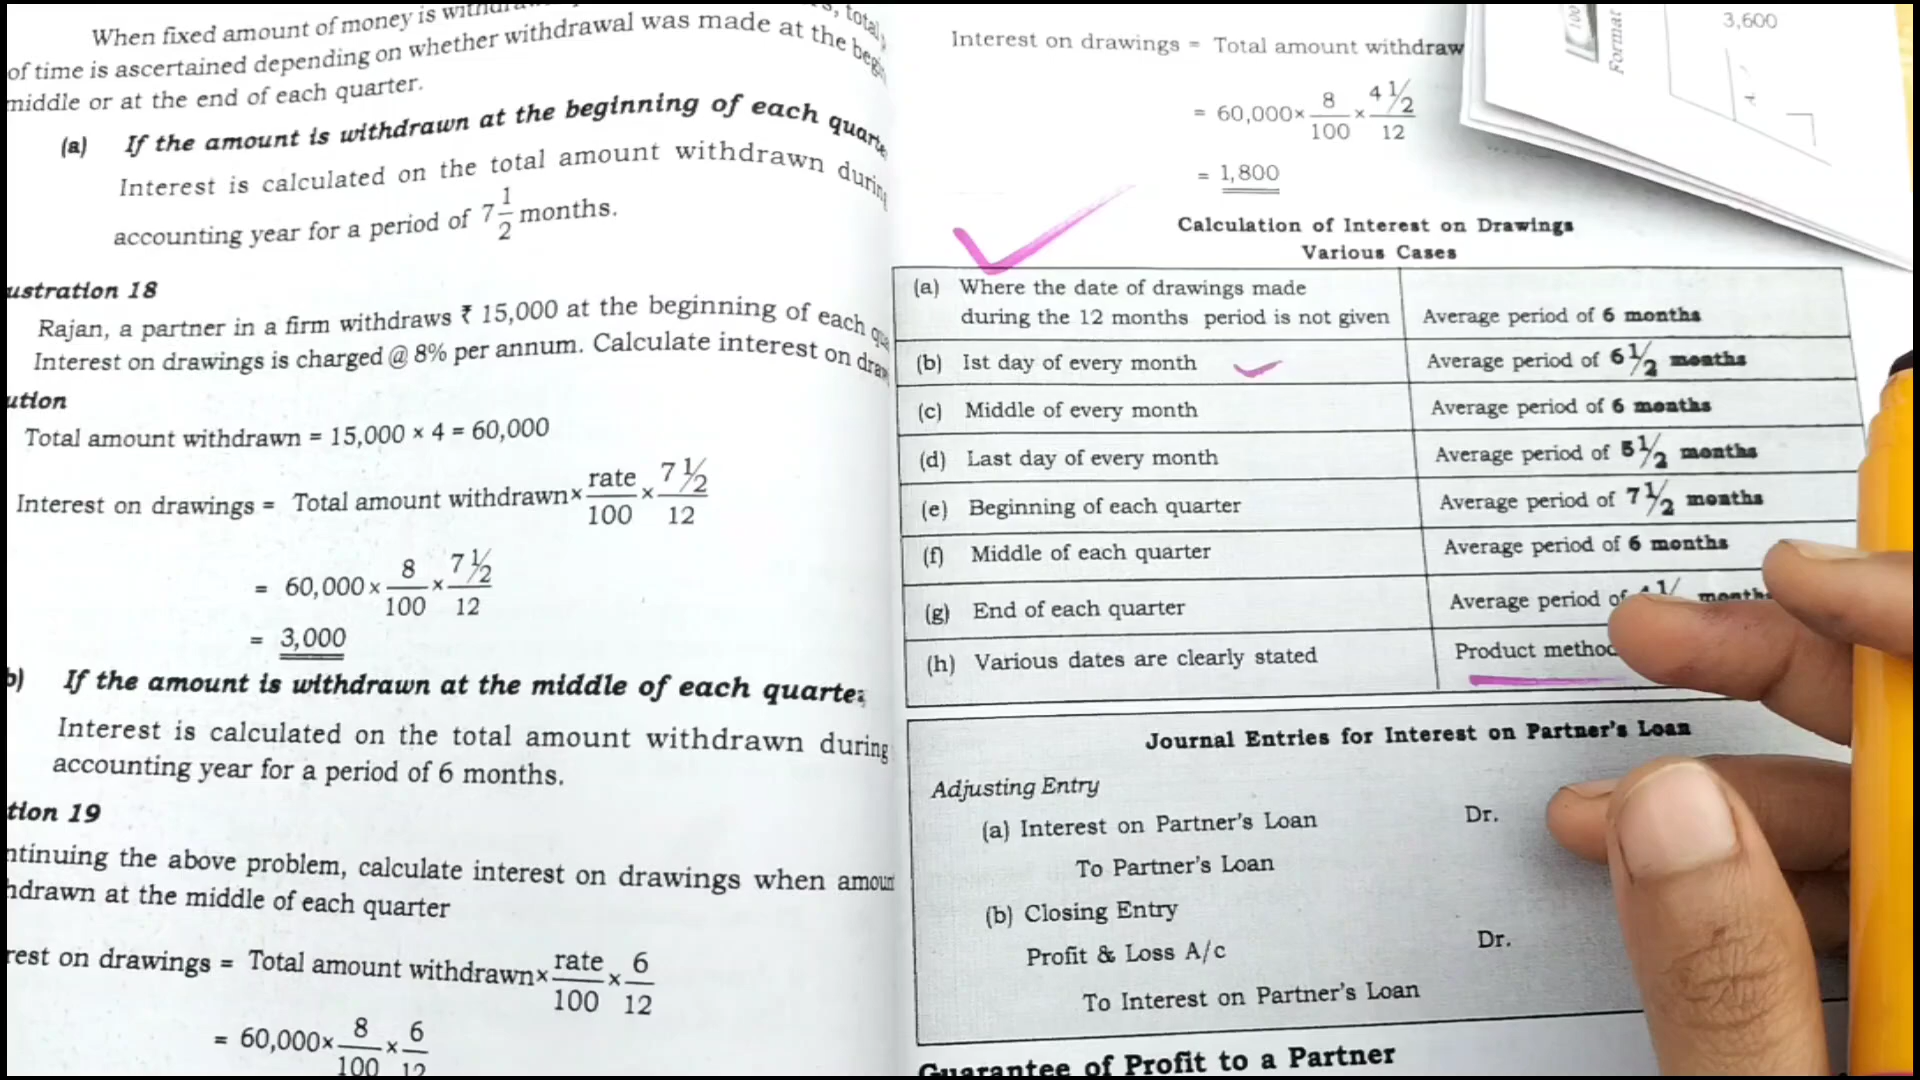 When fixed amount of money is
total
of time is ascertained depending on whether withdrawal was made at the
middle or at the end of each quarter.
(a) If the amount is withdrawn at the beginning of each
Interest is calculated on the total amount withdrawn
accounting year for a period of 7 1/2 months.
ustration 18
Rajan, a partner in a firm withdraws ₹ 15,000 at the beginning of each
Interest on drawings is charged @ 8% per annum. Calculate interest on
ution
Total amount withdrawn = 15,000 × 4 = 60,000
Interest on drawings = Total amount withdrawn× rate/100 × 7 ½/12
= 60,000 × 8/100 × 7 ½/12
= 3,000
b) If the amount is withdrawn at the middle of each quarte
Interest is calculated on the total amount withdrawn during
accounting year for a period of 6 months.
tion 19
ntinuing the above problem, calculate interest on drawings when amoun
hdrawn at the middle of each quarter
rest on drawings = Total amount withdrawn× rate/100 × 6/12
= 60,000× 8/100 × 6/12
Interest on drawings = Total amount withdraw
= 60,000× 8/100 × 4 ½/12
= 1,800
Calculation of Interest on Drawings
Various Cases
(a) Where the date of drawings made
during the 12 months period is not given Average period of 6 months
(b) Ist day of every month Average period of 6½ months
(c) Middle of every month Average period of 6 months
(d) Last day of every month Average period of 5½ months
(e) Beginning of each quarter Average period of 7½ months
(f) Middle of each quarter Average period of 6 months
(g) End of each quarter Average period of months
(h) Various dates are clearly stated Product method
Journal Entries for Interest on Partner's Loan
Adjusting Entry
(a) Interest on Partner's Loan Dr.
To Partner's Loan
(b) Closing Entry
Profit & Loss A/c Dr.
To Interest on Partner's Loan
Guarantee of Profit to a Partner
100
Format
3,600